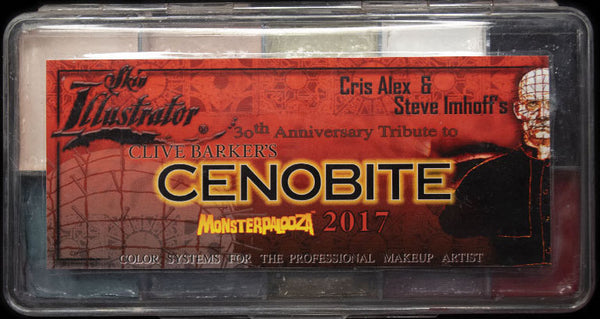 Skin
Illustrator ®
Cris Alex &
Steve Imhoff's
30th Anniversary Tribute to
CLIVE BARKER'S
CENOBITE
MONSTERPALOOZA 2017
COLOR SYSTEMS FOR THE PROFESSIONAL MAKEUP ARTIST